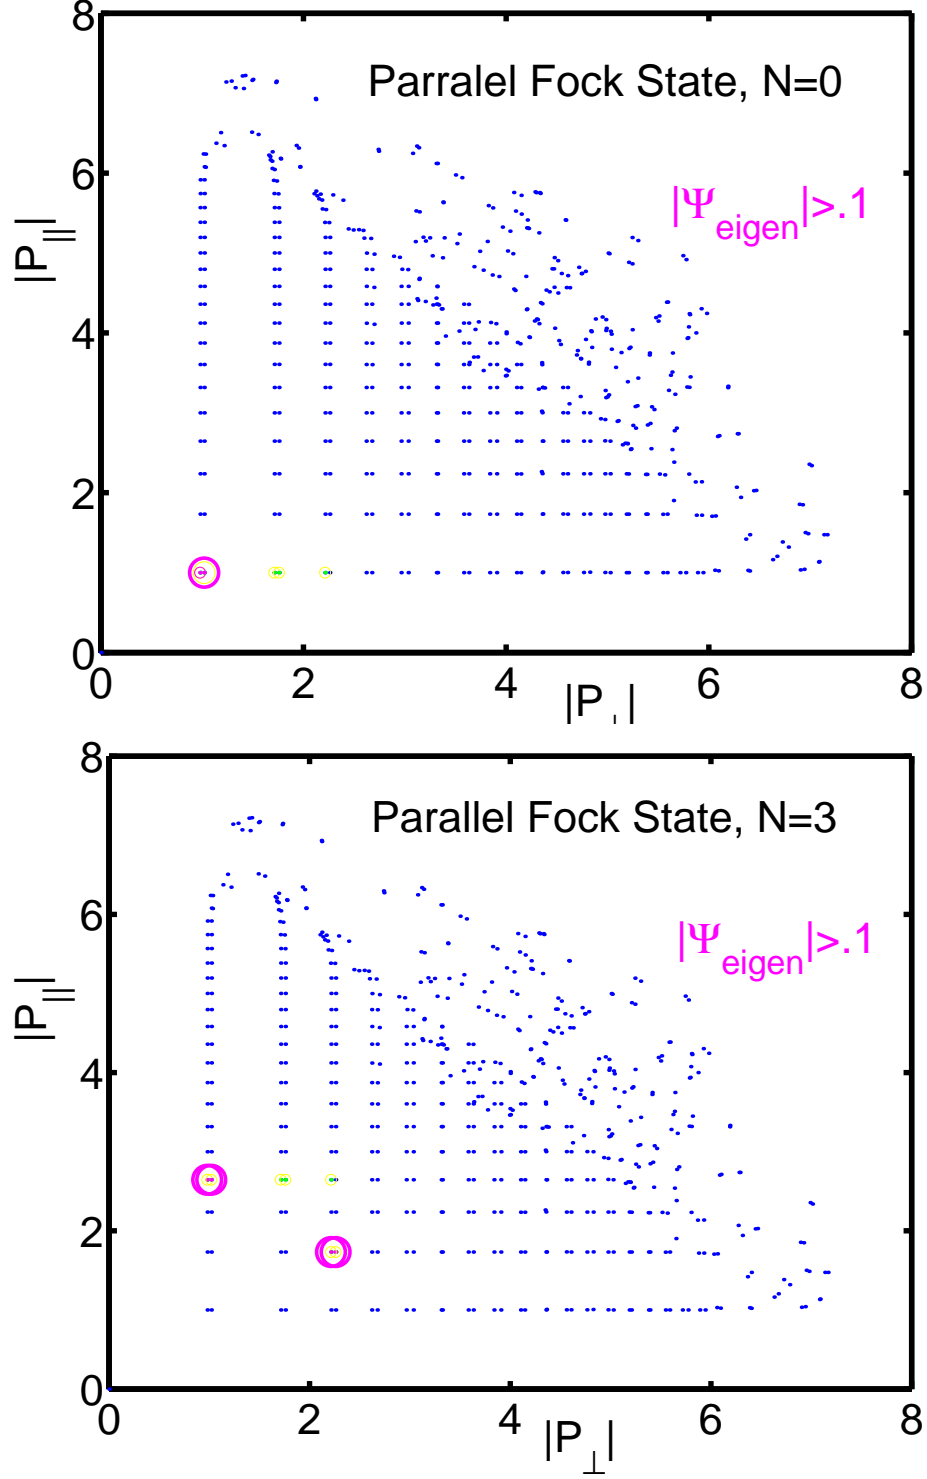 8
Parralel Fock State, N=0
6
|Ψeigen|>.1
|P|||
4
2
0
0 2 4 6 8
|P⊥|
8
Parallel Fock State, N=3
6
|Ψeigen|>.1
|P|||
4
2
0
0 2 4 6 8
|P⊥|